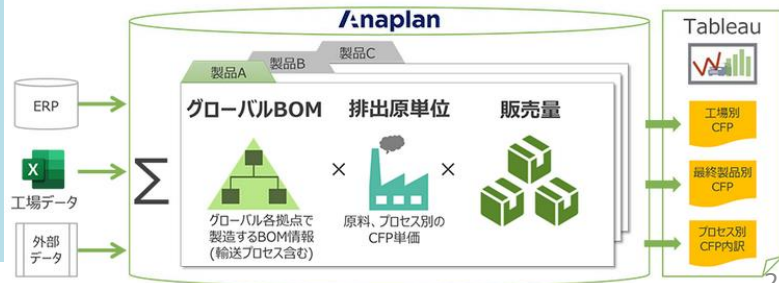 Anaplan
製品A
製品B
製品C
ERP
工場データ
外部
データ
Σ
グローバルBOM
×
排出原単位
×
販売量
グローバル各拠点で
製造するBOM情報
(輸送プロセス含む)
原料、プロセス別の
CFP単価
Tableau
工場別
CFP
最終製品別
CFP
プロセス別
CFP内訳
2